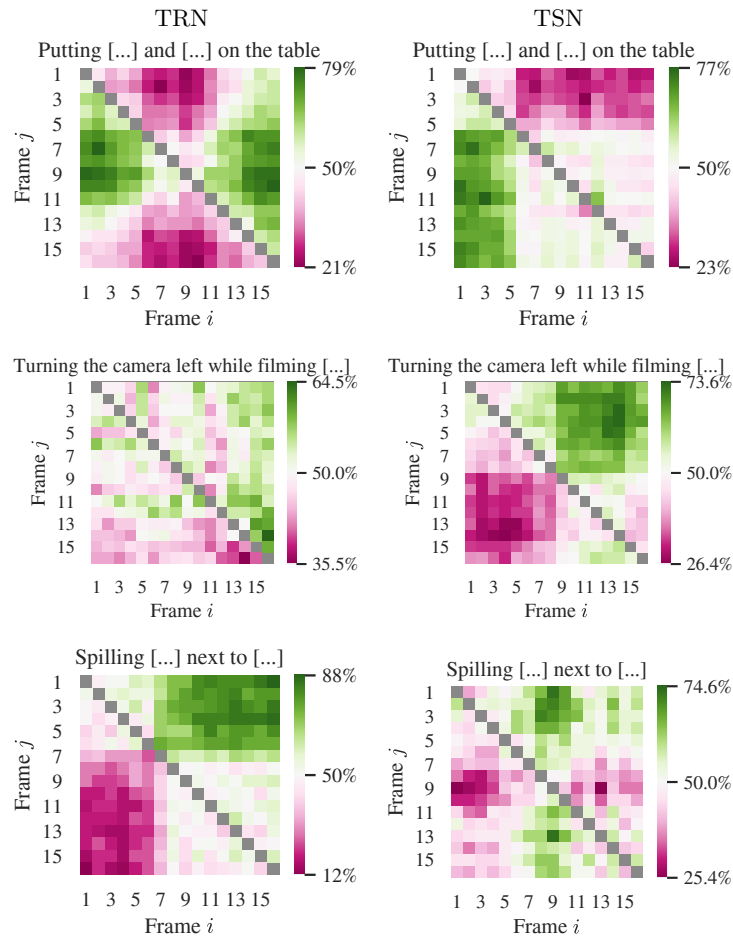 TRN
TSN
Putting [...] and [...] on the table
Putting [...] and [...] on the table
1
3
5
7
9
11
13
15
Frame j
1 3 5 7 9 11 13 15
Frame i
79%
50%
21%
1
3
5
7
9
11
13
15
Frame j
1 3 5 7 9 11 13 15
Frame i
77%
50%
23%
Turning the camera left while filming [...]
Turning the camera left while filming [...]
1
3
5
7
9
11
13
15
Frame j
1 3 5 7 9 11 13 15
Frame i
64.5%
50.0%
35.5%
1
3
5
7
9
11
13
15
Frame j
1 3 5 7 9 11 13 15
Frame i
73.6%
50.0%
26.4%
Spilling [...] next to [...]
Spilling [...] next to [...]
1
3
5
7
9
11
13
15
Frame j
1 3 5 7 9 11 13 15
Frame i
88%
50%
12%
1
3
5
7
9
11
13
15
Frame j
1 3 5 7 9 11 13 15
Frame i
74.6%
50.0%
25.4%